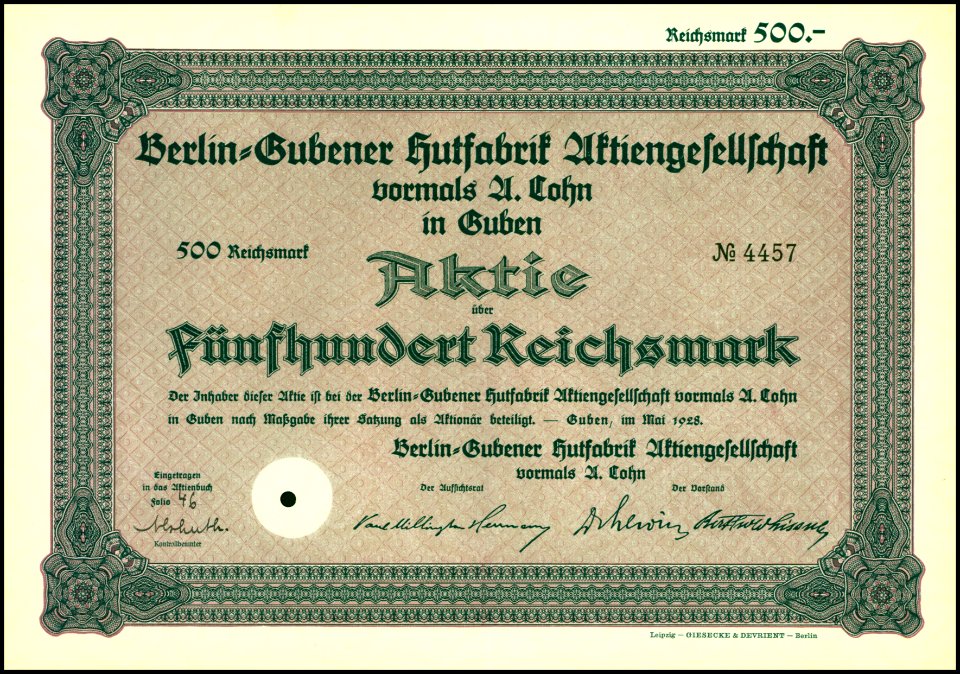 Reichsmark 500.–
Berlin-Gubener Hutfabrik Aktiengesellschaft
vormals A. Cohn
in Guben
500 Reichsmark
№ 4457
Aktie
über
Fünfhundert Reichsmark
Der Inhaber dieser Aktie ist bei der Berlin-Gubener Hutfabrik Aktiengesellschaft vormals A. Cohn
in Guben nach Maßgabe ihrer Satzung als Aktionär beteiligt. — Guben, im Mai 1928.
Berlin-Gubener Hutfabrik Aktiengesellschaft
vormals A. Cohn
Eingetragen
in das Aktienbuch
Folio 46
Kontrollbeamter
Der Aufsichtsrat
Der Vorstand
Paul Millington Herrmann
Leipzig — GIESECKE & DEVRIENT — Berlin